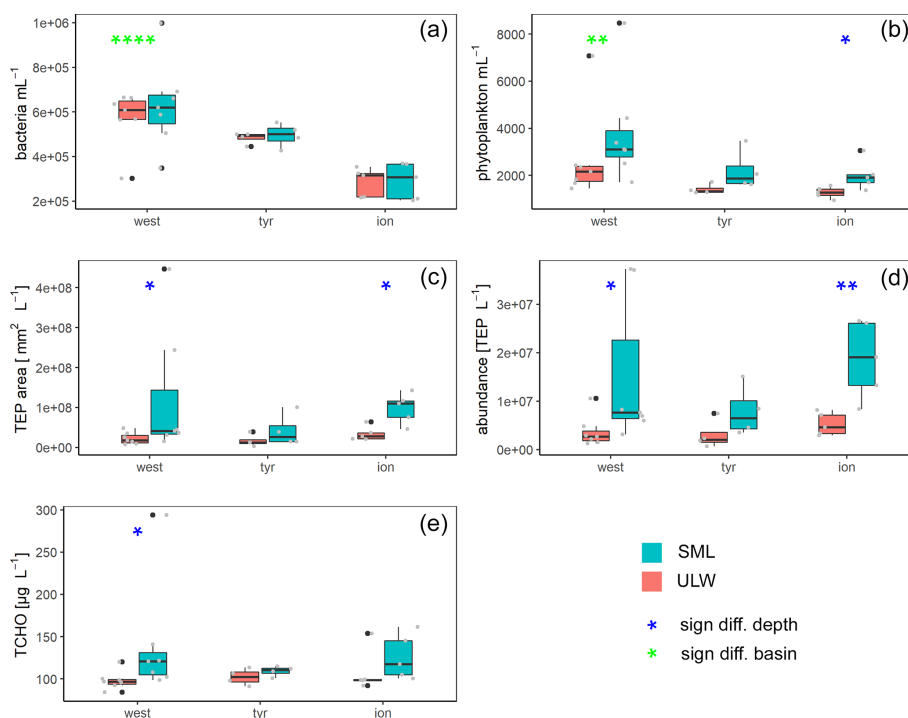 (a)
bacteria mL⁻¹
1e+06
8e+05
6e+05
4e+05
2e+05
****
west tyr ion
(b)
phytoplankton mL⁻¹
8000
6000
4000
2000
** *
west tyr ion
(c)
TEP area [ mm² L⁻¹]
4e+08
3e+08
2e+08
1e+08
0e+00
* *
west tyr ion
(d)
abundance [TEP L⁻¹]
3e+07
2e+07
1e+07
0e+00
* **
west tyr ion
(e)
TCHO [µg L⁻¹]
300
250
200
150
100
*
west tyr ion
SML
ULW
* sign diff. depth
* sign diff. basin